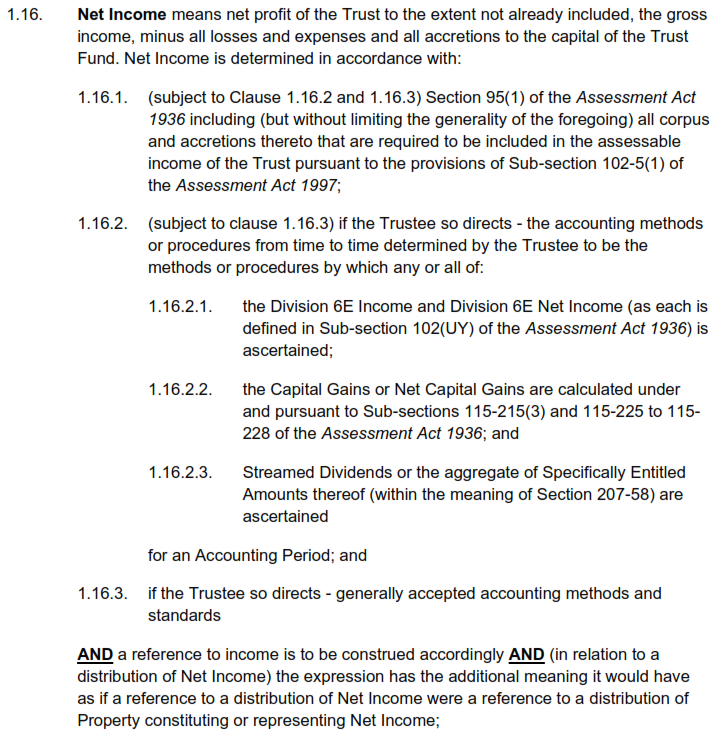 1.16. Net Income means net profit of the Trust to the extent not already included, the gross
income, minus all losses and expenses and all accretions to the capital of the Trust
Fund. Net Income is determined in accordance with:
1.16.1. (subject to Clause 1.16.2 and 1.16.3) Section 95(1) of the Assessment Act
1936 including (but without limiting the generality of the foregoing) all corpus
and accretions thereto that are required to be included in the assessable
income of the Trust pursuant to the provisions of Sub-section 102-5(1) of
the Assessment Act 1997;
1.16.2. (subject to clause 1.16.3) if the Trustee so directs - the accounting methods
or procedures from time to time determined by the Trustee to be the
methods or procedures by which any or all of:
1.16.2.1. the Division 6E Income and Division 6E Net Income (as each is
defined in Sub-section 102(UY) of the Assessment Act 1936) is
ascertained;
1.16.2.2. the Capital Gains or Net Capital Gains are calculated under
and pursuant to Sub-sections 115-215(3) and 115-225 to 115-
228 of the Assessment Act 1936; and
1.16.2.3. Streamed Dividends or the aggregate of Specifically Entitled
Amounts thereof (within the meaning of Section 207-58) are
ascertained
for an Accounting Period; and
1.16.3. if the Trustee so directs - generally accepted accounting methods and
standards
AND a reference to income is to be construed accordingly AND (in relation to a
distribution of Net Income) the expression has the additional meaning it would have
as if a reference to a distribution of Net Income were a reference to a distribution of
Property constituting or representing Net Income;